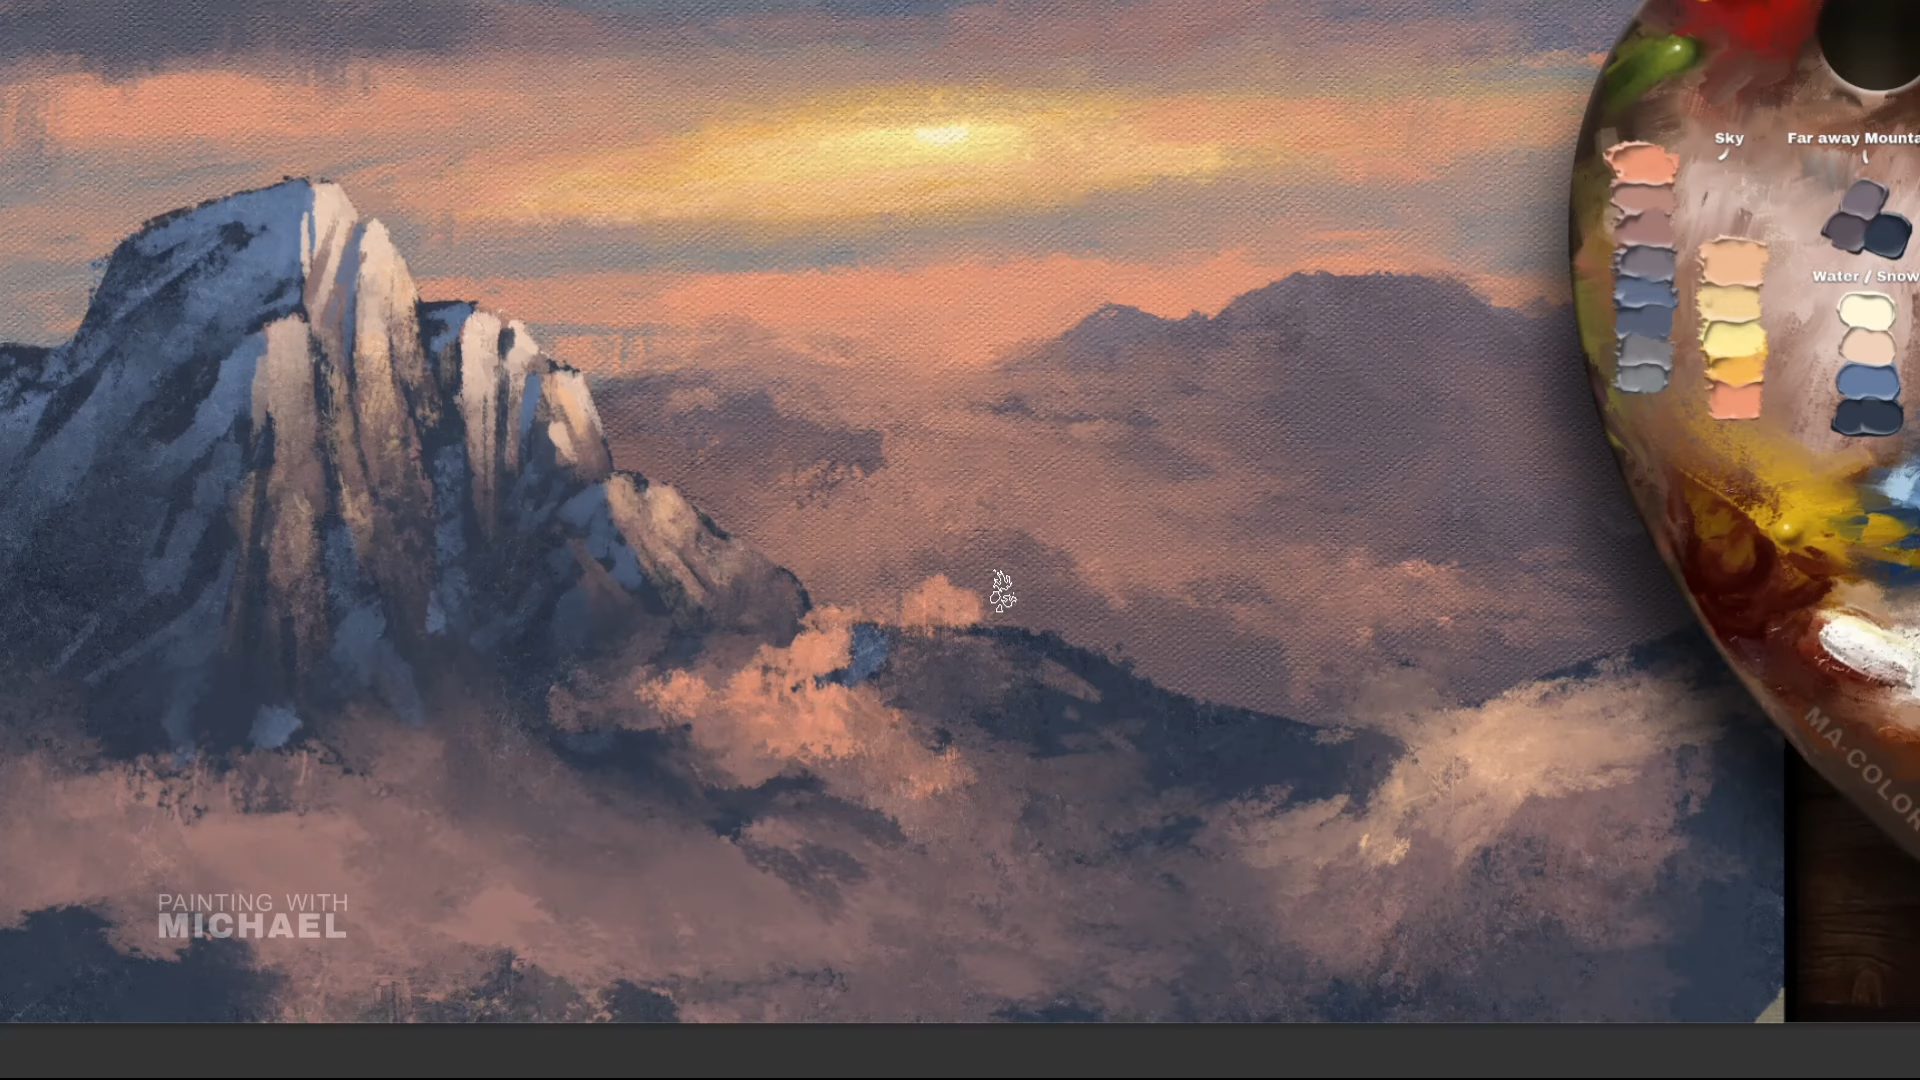 Sky
Far away Mounta
Water / Snow
MA-COLOR
PAINTING WITH
MICHAEL